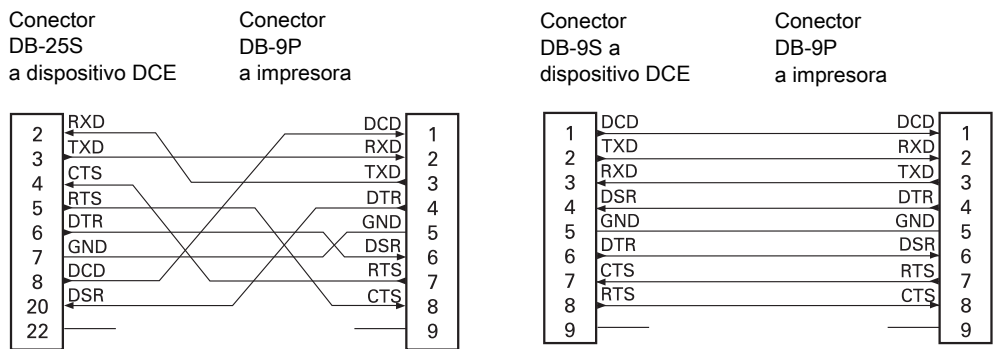 Conector
DB-25S
a dispositivo DCE
Conector
DB-9P
a impresora
2 RXD DCD 1
3 TXD RXD 2
4 CTS TXD 3
5 RTS DTR 4
6 DTR GND 5
7 GND DSR 6
8 DCD RTS 7
20 DSR CTS 8
22 9
Conector
DB-9S a
dispositivo DCE
Conector
DB-9P
a impresora
1 DCD DCD 1
2 TXD RXD 2
3 RXD TXD 3
4 DSR DTR 4
5 GND GND 5
6 DTR DSR 6
7 CTS RTS 7
8 RTS CTS 8
9 9